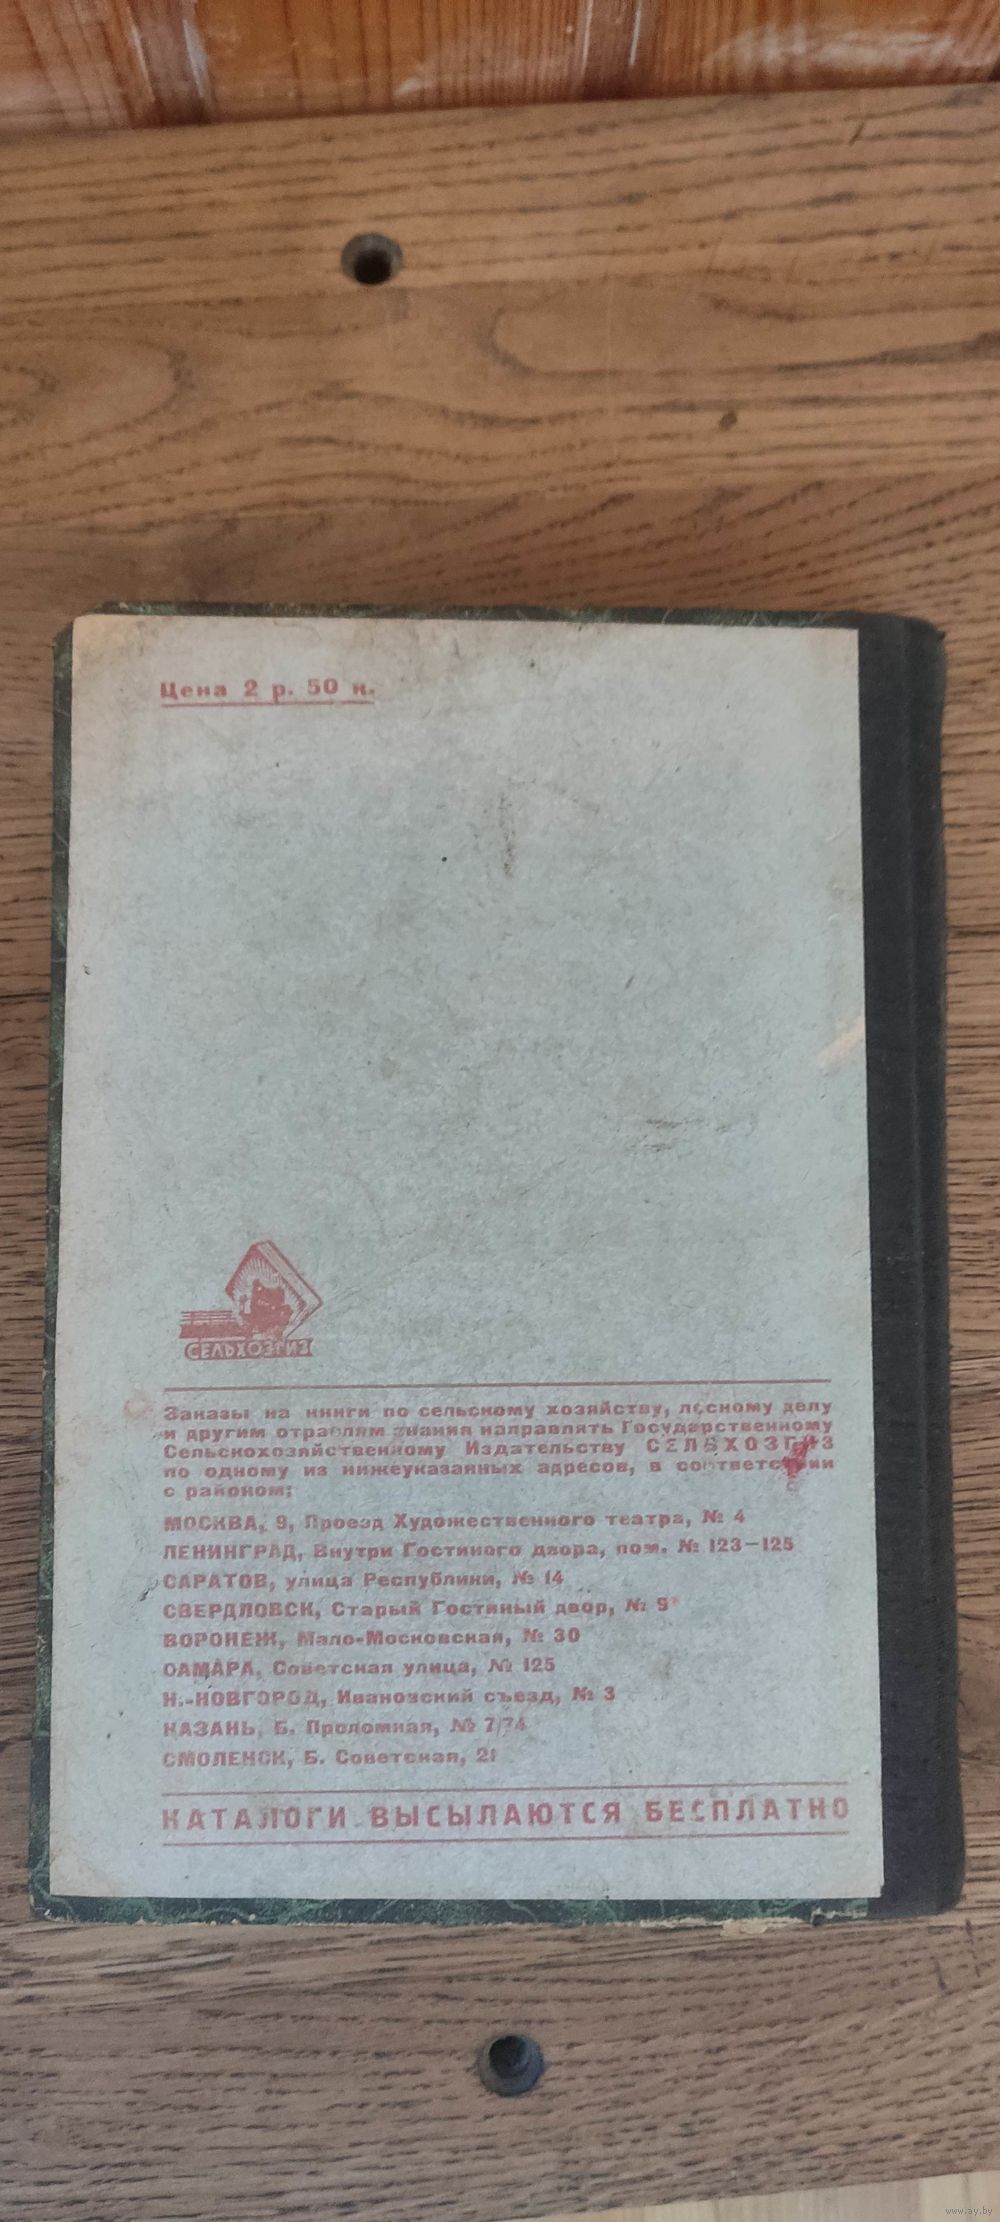 Цена 2 р. 50 к.
СЕЛЬХОЗГИЗ
Заказы на книги по сельскому хозяйству, лесному делу
и другим отраслям знания направлять Государственному
Сельскохозяйственному Издательству СЕЛЬХОЗГИЗ
по одному из нижеуказанных адресов, в соответствии
с районом:
МОСКВА, 9, Проезд Художественного театра, № 4
ЛЕНИНГРАД, Внутри Гостиного двора, пом. № 123—125
САРАТОВ, улица Республики, № 14
СВЕРДЛОВСК, Старый Гостиный двор, №
ВОРОНЕЖ, Мало-Московская, № 30
САМАРА, Советская улица, № 125
Н.-НОВГОРОД, Ивановский съезд, № 3
КАЗАНЬ, Б. Проломная, № 7/74
СМОЛЕНСК, Б. Советская, 21
КАТАЛОГИ ВЫСЫЛАЮТСЯ БЕСПЛАТНО
www.ay.by